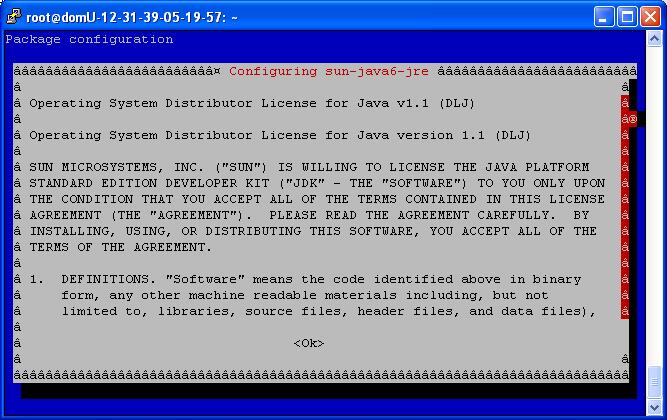 root@domU-12-31-39-05-19-57: ~
Package configuration
âââââââââââââââââââââââââ¤ Configuring sun-java6-jre âââââââââââââââââââââââââ
â Operating System Distributor License for Java v1.1 (DLJ) â
â â®
â Operating System Distributor License for Java version 1.1 (DLJ) â
â â
â SUN MICROSYSTEMS, INC. ("SUN") IS WILLING TO LICENSE THE JAVA PLATFORM â
â STANDARD EDITION DEVELOPER KIT ("JDK" - THE "SOFTWARE") TO YOU ONLY UPON â
â THE CONDITION THAT YOU ACCEPT ALL OF THE TERMS CONTAINED IN THIS LICENSE â
â AGREEMENT (THE "AGREEMENT").  PLEASE READ THE AGREEMENT CAREFULLY.  BY â
â INSTALLING, USING, OR DISTRIBUTING THIS SOFTWARE, YOU ACCEPT ALL OF THE â
â TERMS OF THE AGREEMENT. â
â â
â 1.  DEFINITIONS. "Software" means the code identified above in binary â
â form, any other machine readable materials including, but not â
â limited to, libraries, source files, header files, and data files), â
â
â <Ok>
â â